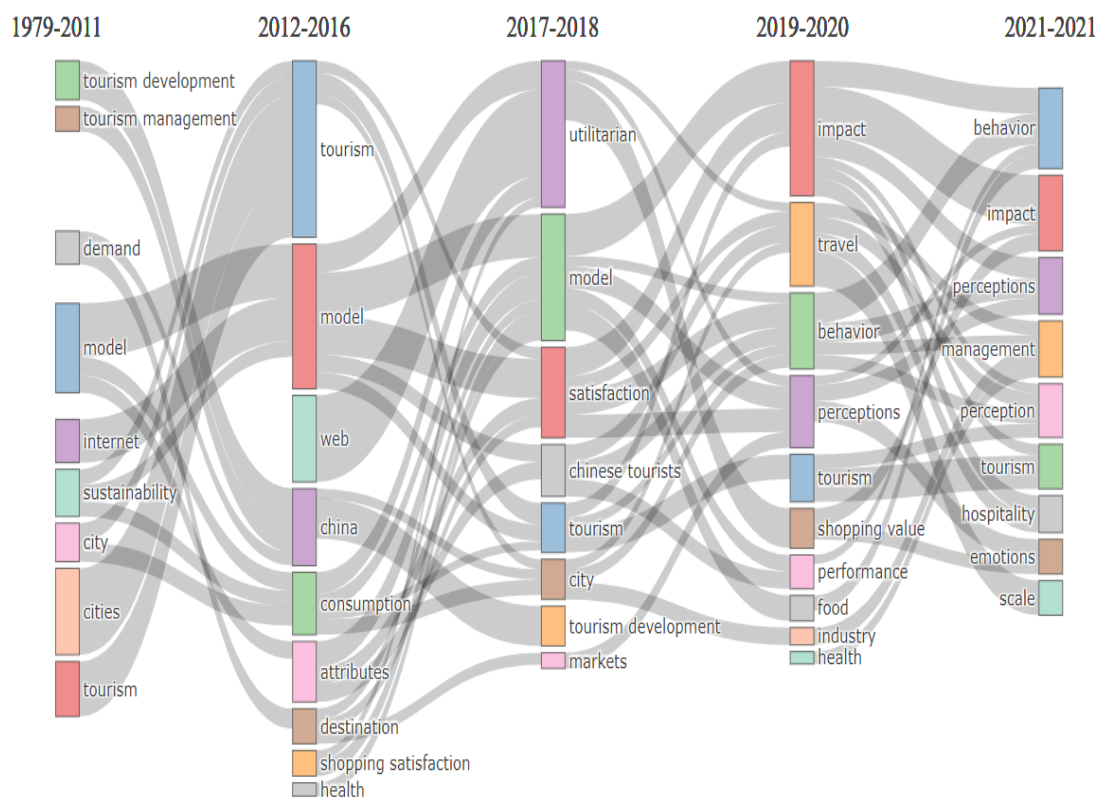 1979-2011
2012-2016
2017-2018
2019-2020
2021-2021
tourism development
tourism management
demand
model
internet
sustainability
city
cities
tourism
tourism
model
web
china
consumption
attributes
destination
shopping satisfaction
health
utilitarian
model
satisfaction
chinese tourists
tourism
city
tourism development
markets
impact
travel
behavior
perceptions
tourism
shopping value
performance
food
industry
health
behavior
impact
perceptions
management
perception
tourism
hospitality
emotions
scale